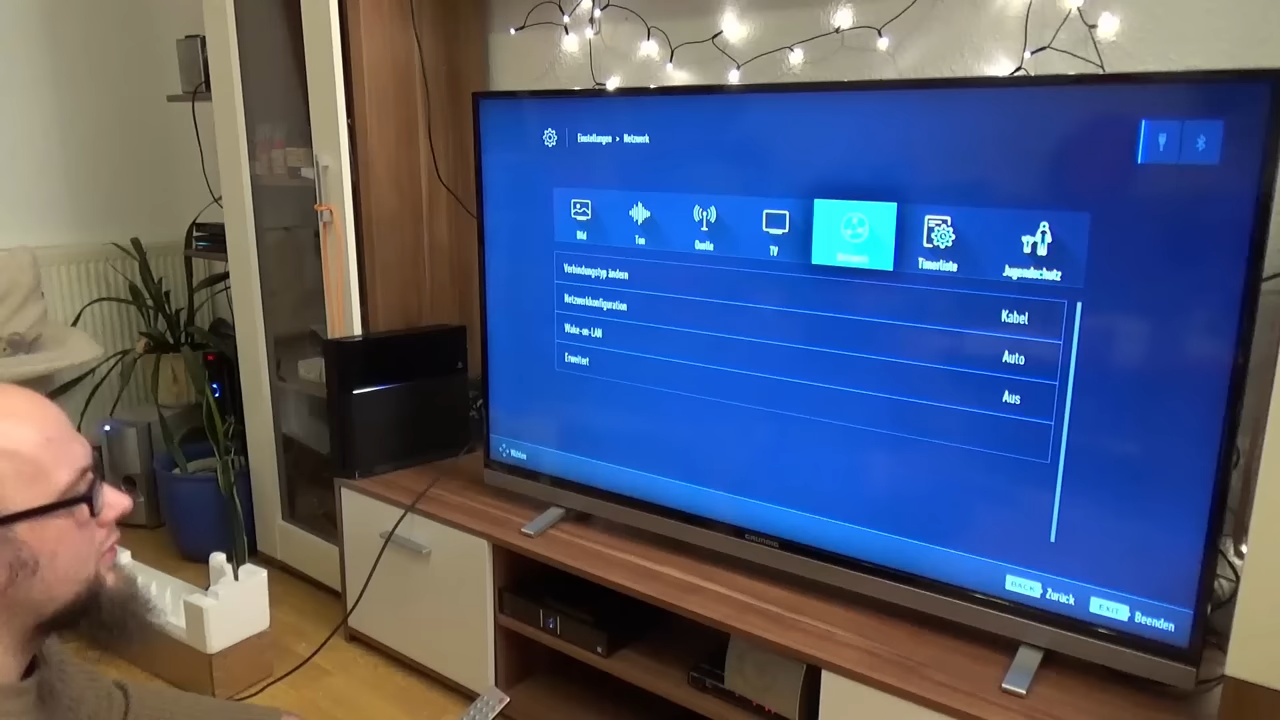 Einstellungen > Netzwerk
Bild
Ton
Quelle
TV
Timerliste
Jugendschutz
Verbindungstyp ändern
Kabel
Netzwerkkonfiguration
Auto
Wake-on-LAN
Aus
Erweitert
Wählen
GRUNDIG
BACK Zurück
EXIT Beenden